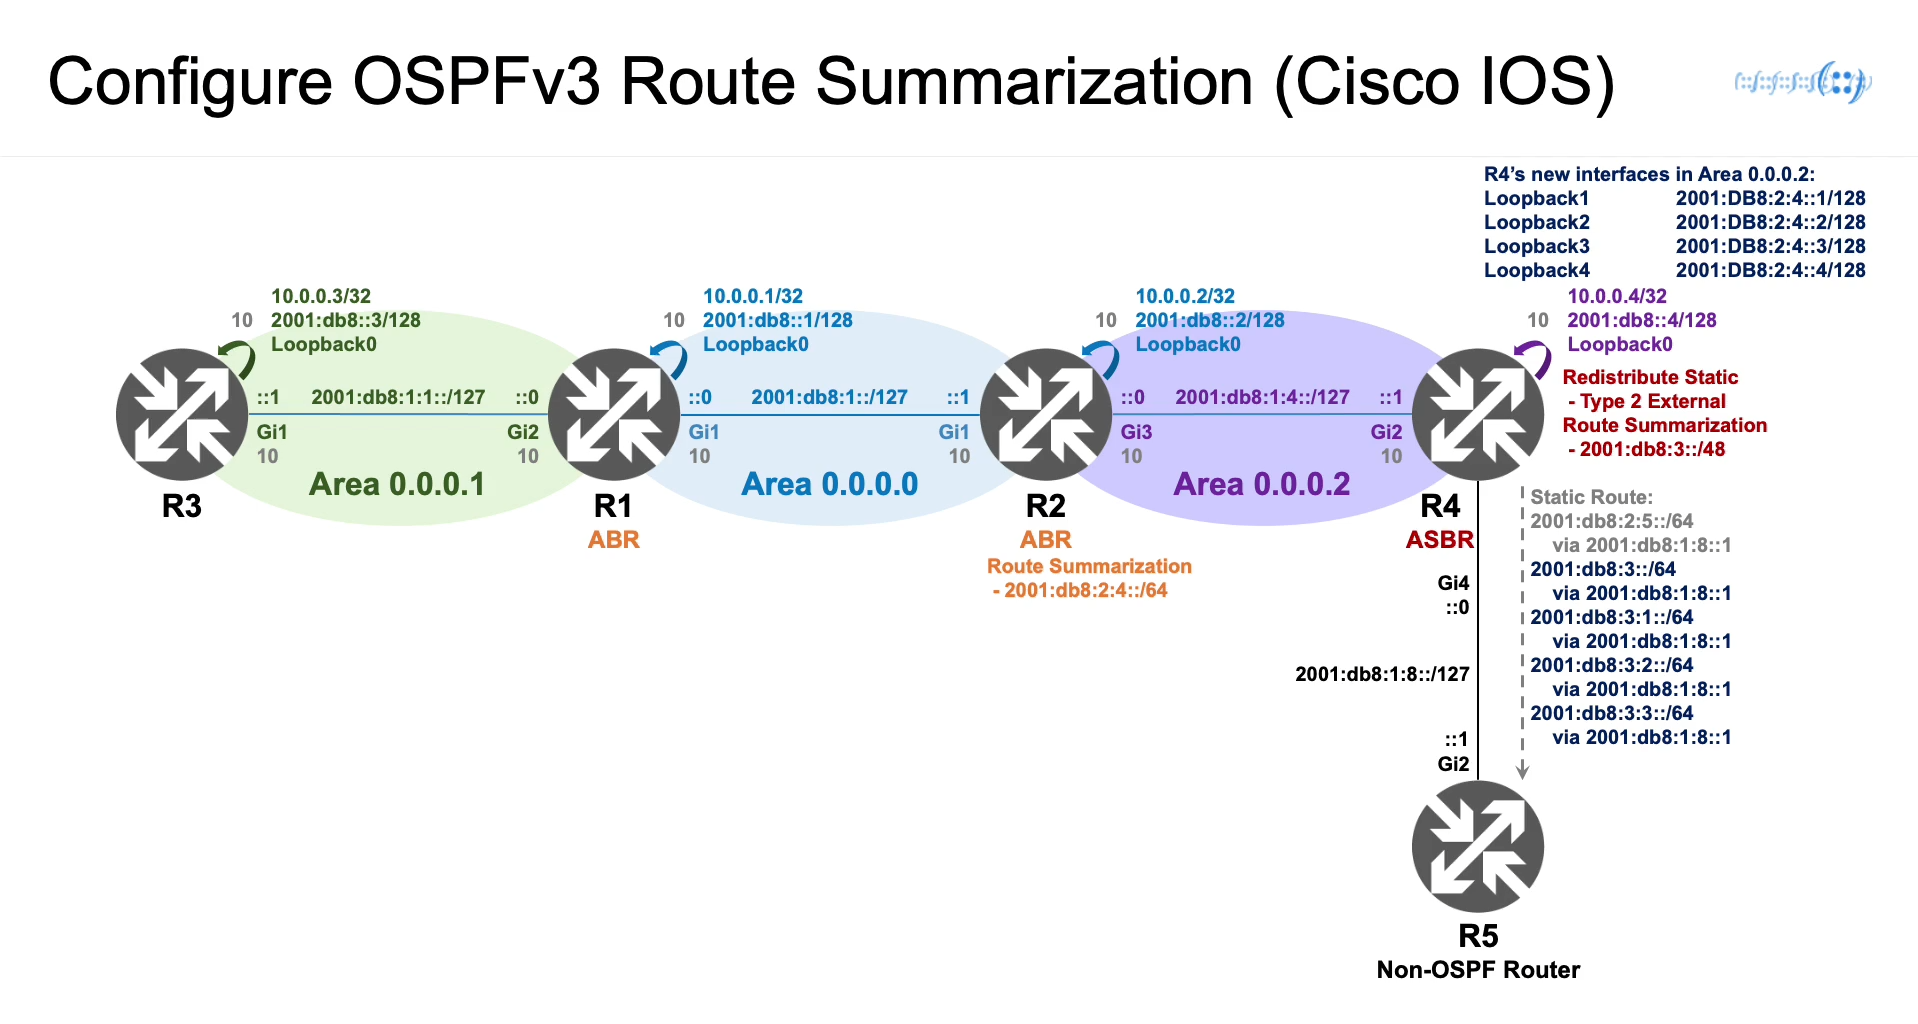 Configure OSPFv3 Route Summarization (Cisco IOS)
R4's new interfaces in Area 0.0.0.2:
Loopback1 2001:DB8:2:4::1/128
Loopback2 2001:DB8:2:4::2/128
Loopback3 2001:DB8:2:4::3/128
Loopback4 2001:DB8:2:4::4/128
10
10.0.0.3/32
2001:db8::3/128
Loopback0
10
10.0.0.1/32
2001:db8::1/128
Loopback0
10
10.0.0.2/32
2001:db8::2/128
Loopback0
10
10.0.0.4/32
2001:db8::4/128
Loopback0
Redistribute Static
- Type 2 External
Route Summarization
- 2001:db8:3::/48
::1 2001:db8:1:1::/127 ::0
Gi1 Gi2
10 10
Area 0.0.0.1
::0 2001:db8:1::/127 ::1
Gi1 Gi1
10 10
Area 0.0.0.0
::0 2001:db8:1:4::/127 ::1
Gi3 Gi2
10 10
Area 0.0.0.2
R3
R1
ABR
R2
ABR
Route Summarization
- 2001:db8:2:4::/64
R4
ASBR
Static Route:
2001:db8:2:5::/64
via 2001:db8:1:8::1
2001:db8:3::/64
via 2001:db8:1:8::1
2001:db8:3:1::/64
via 2001:db8:1:8::1
2001:db8:3:2::/64
via 2001:db8:1:8::1
2001:db8:3:3::/64
via 2001:db8:1:8::1
Gi4
::0
2001:db8:1:8::/127
::1
Gi2
R5
Non-OSPF Router